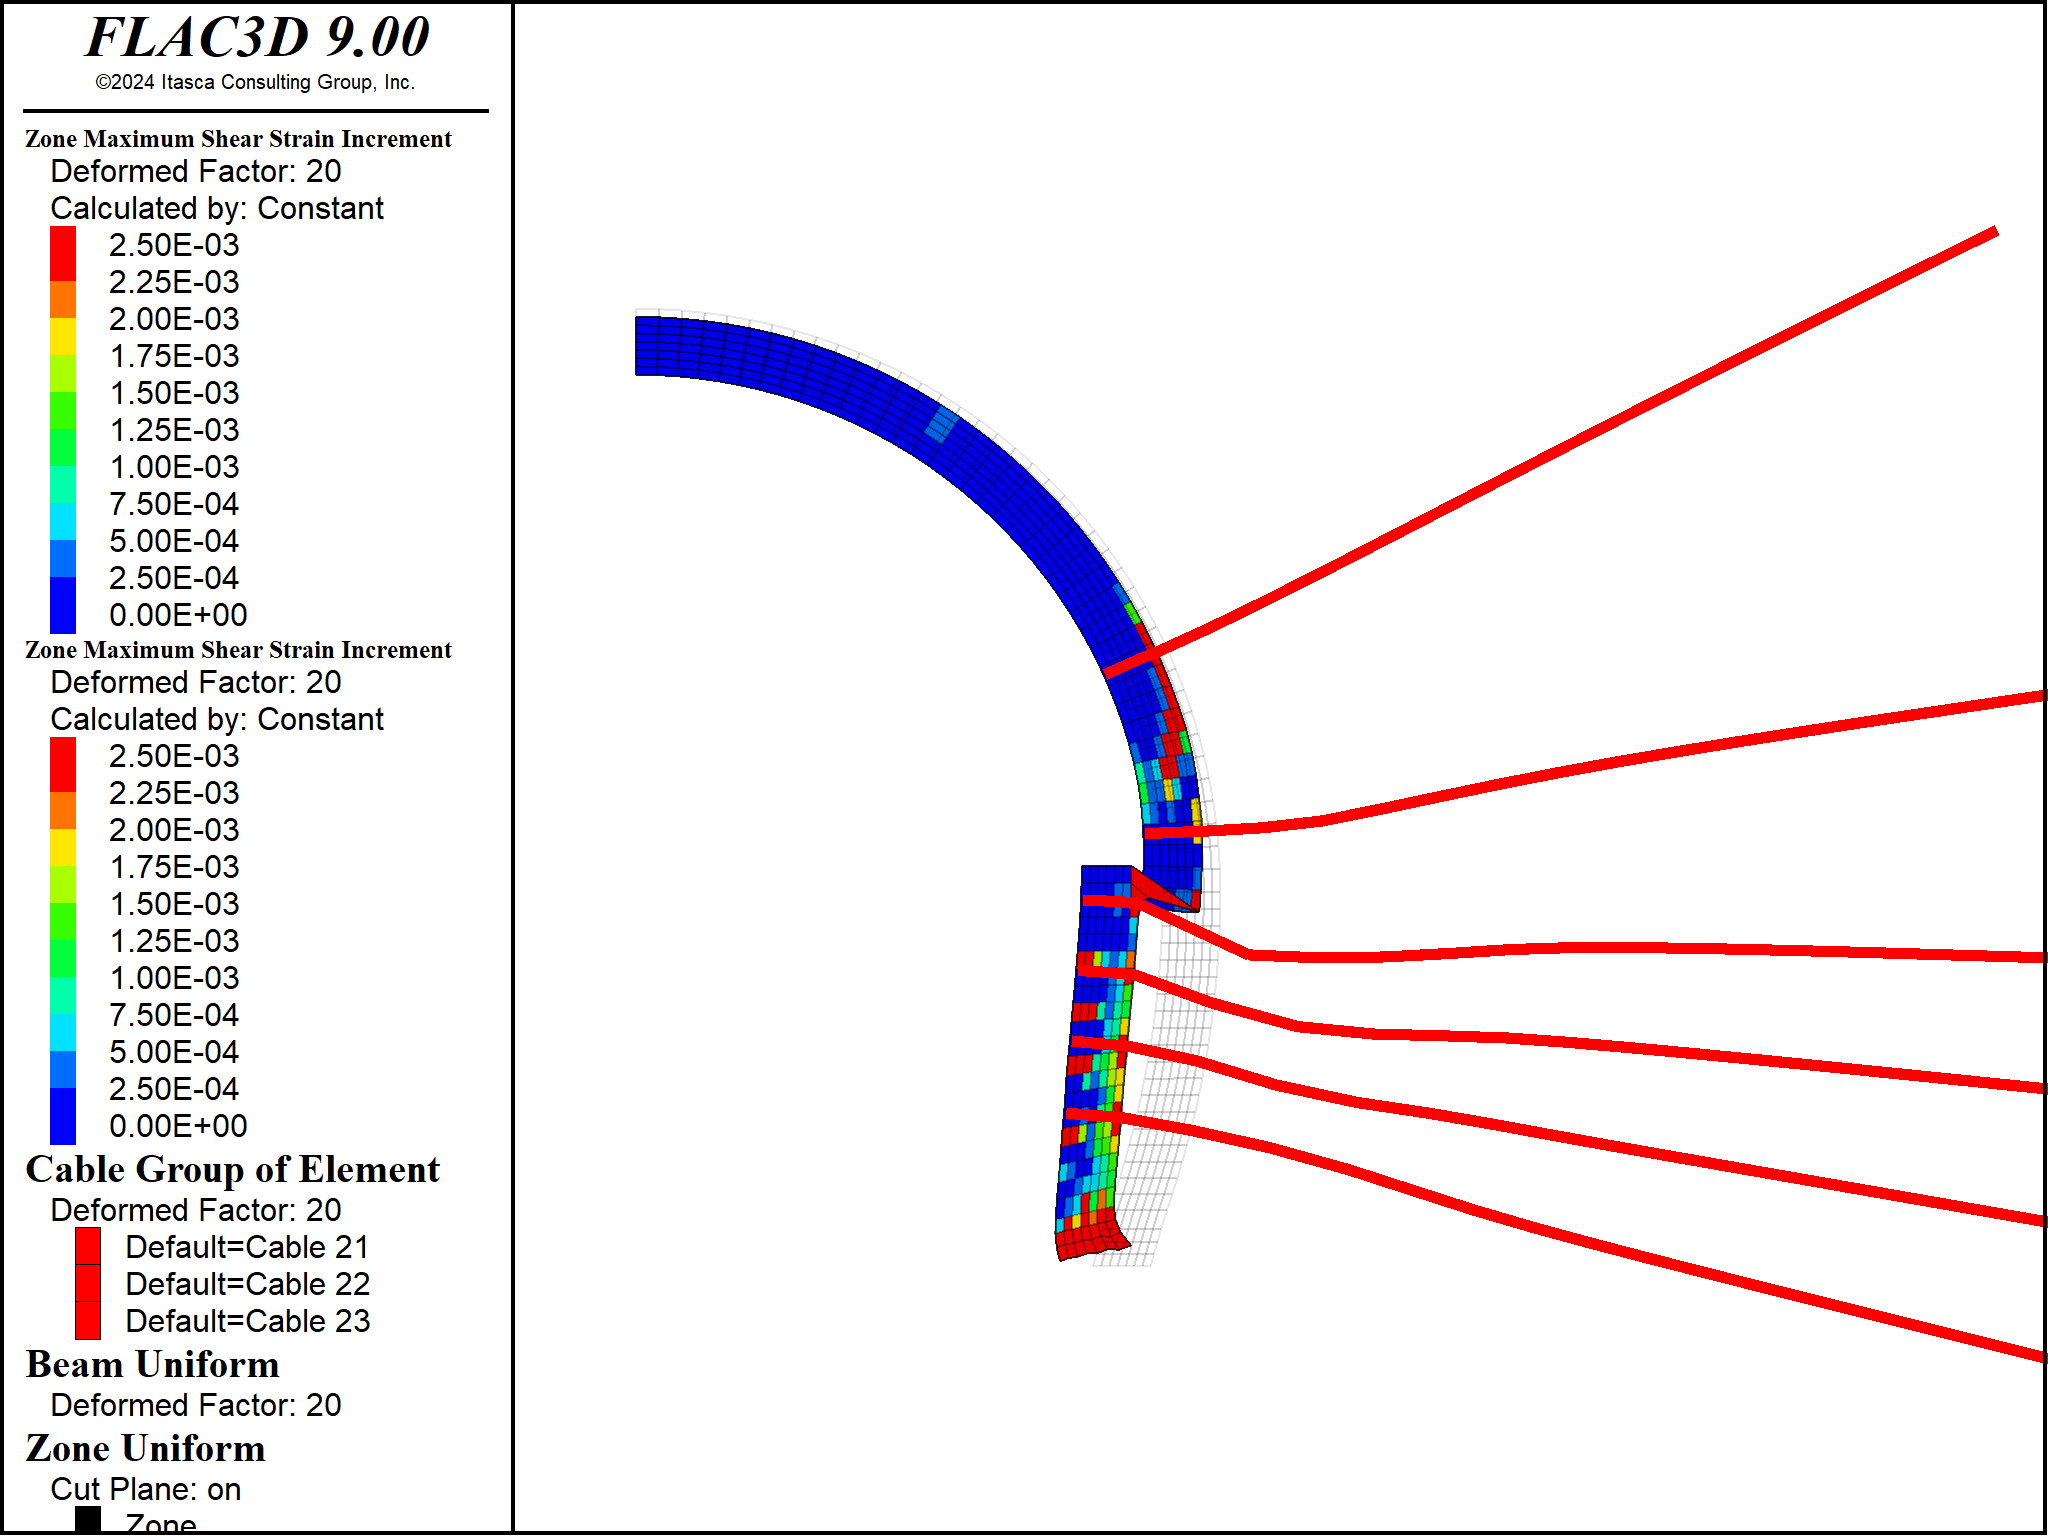 FLAC3D 9.00
©2024 Itasca Consulting Group, Inc.
Zone Maximum Shear Strain Increment
Deformed Factor: 20
Calculated by: Constant
2.50E-03
2.25E-03
2.00E-03
1.75E-03
1.50E-03
1.25E-03
1.00E-03
7.50E-04
5.00E-04
2.50E-04
0.00E+00
Zone Maximum Shear Strain Increment
Deformed Factor: 20
Calculated by: Constant
2.50E-03
2.25E-03
2.00E-03
1.75E-03
1.50E-03
1.25E-03
1.00E-03
7.50E-04
5.00E-04
2.50E-04
0.00E+00
Cable Group of Element
Deformed Factor: 20
Default=Cable 21
Default=Cable 22
Default=Cable 23
Beam Uniform
Deformed Factor: 20
Zone Uniform
Cut Plane: on
Zone